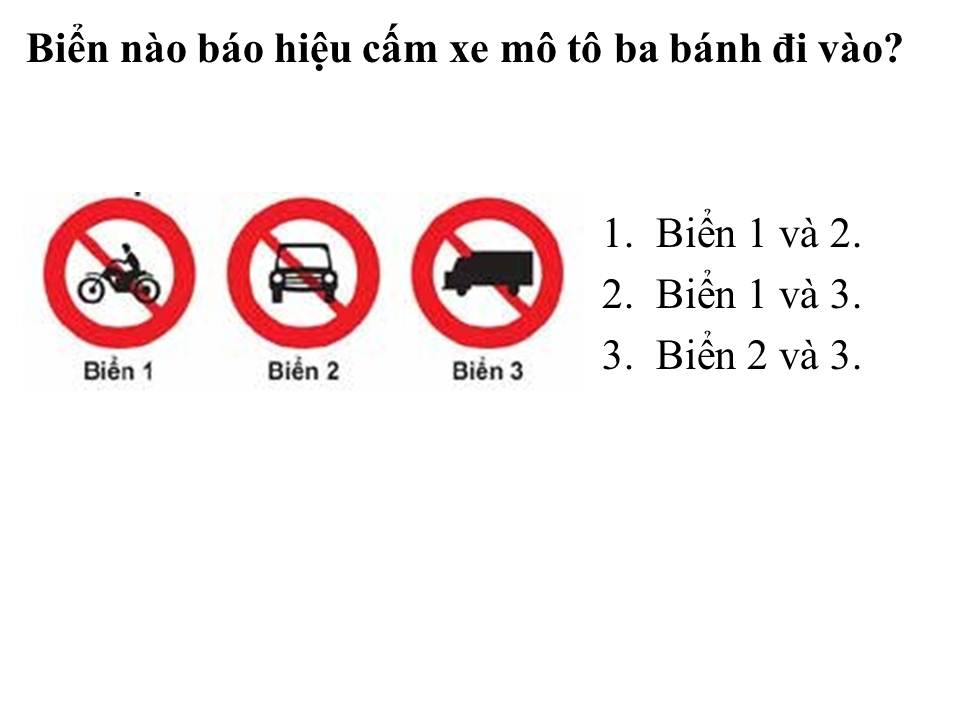 Biển nào báo hiệu cấm xe mô tô ba bánh đi vào?
1. Biển 1 và 2.
2. Biển 1 và 3.
3. Biển 2 và 3.
Biển 1
Biển 2
Biển 3